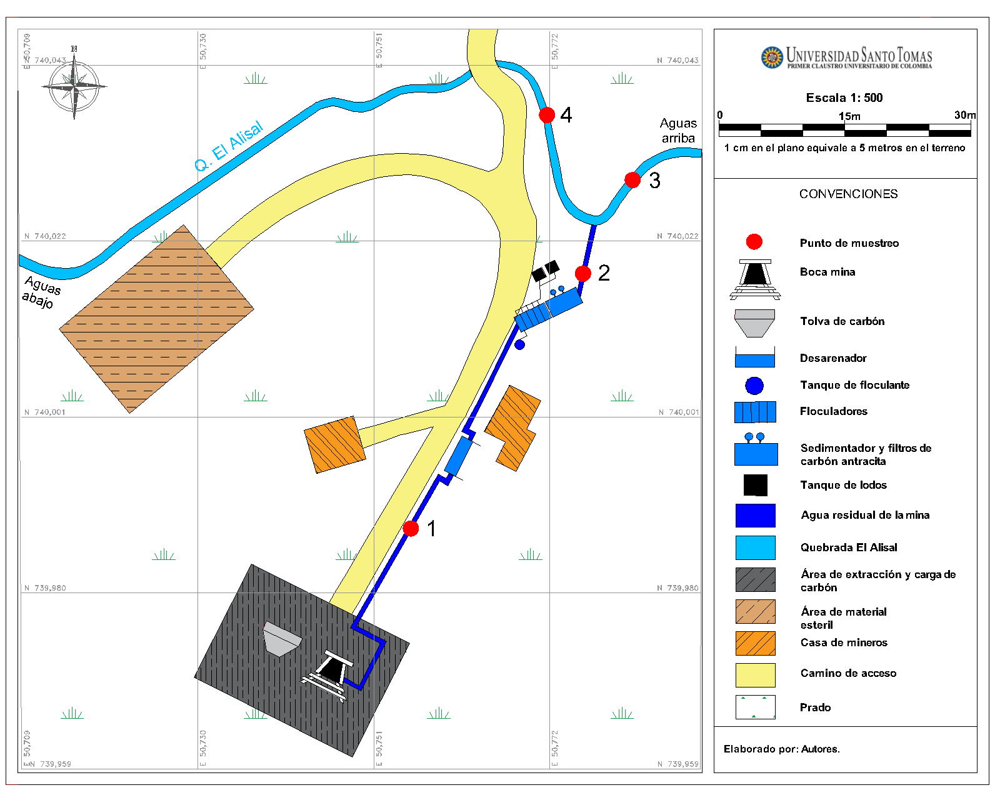 E 50,709
E 50,730
E 50,751
E 50,772
N
N 740,043
N 740,043
4
Aguas
arriba
Q. El Alisal
3
N 740,022
N 740,022
Aguas
abajo
2
N 740,001
N 740,001
1
N 739,980
N 739,980
E 50,709
E 50,730
E 50,751
E 50,772
N 739,959
N 739,959
UNIVERSIDAD SANTO TOMAS
PRIMER CLAUSTRO UNIVERSITARIO DE COLOMBIA
Escala 1: 500
0 15m 30m
1 cm en el plano equivale a 5 metros en el terreno
CONVENCIONES
Punto de muestreo
Boca mina
Tolva de carbón
Desarenador
Tanque de floculante
Floculadores
Sedimentador y filtros de
carbón antracita
Tanque de lodos
Agua residual de la mina
Quebrada El Alisal
Área de extracción y carga de
carbón
Área de material
esteril
Casa de mineros
Camino de acceso
Prado
Elaborado por: Autores.